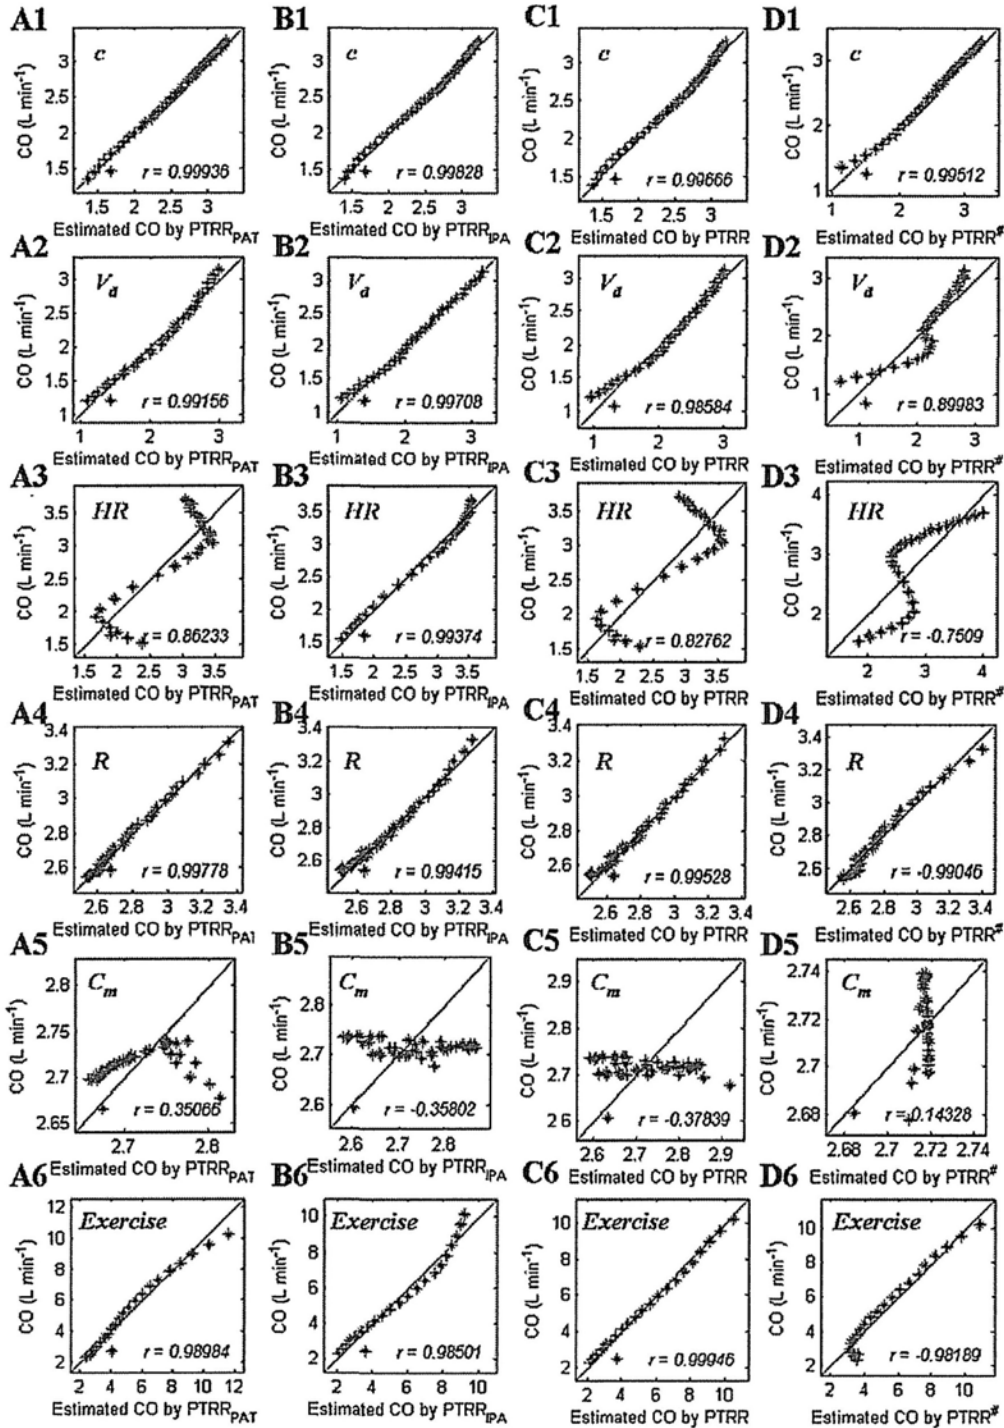 A1 B1 C1 D1
c c c c
CO (L min-1) CO (L min-1) CO (L min-1) CO (L min-1)
3 3 3 3
2.5 2.5 2.5
2 2 2 2
1.5 1.5 1.5 1
r = 0.99936 r = 0.99828 r = 0.99666 r = 0.99512
1.5 2 2.5 3 1.5 2 2.5 3 1.5 2 2.5 3 1 2 3
Estimated CO by PTRRPAT Estimated CO by PTRRIPA Estimated CO by PTRR Estimated CO by PTRR#
A2 B2 C2 D2
Vd Vd Vd Vd
CO (L min-1) CO (L min-1) CO (L min-1) CO (L min-1)
3 3 3 3
2.5 2.5 2.5
2 2 2 2
1.5 1.5 1.5
1 1 1 1
r = 0.99156 r = 0.99708 r = 0.98584 r = 0.89983
1 2 3 1 2 3 1 2 3 1 2 3
Estimated CO by PTRRPAT Estimated CO by PTRRIPA Estimated CO by PTRR Estimated CO by PTRR#
A3 B3 C3 D3
HR HR HR HR
CO (L min-1) CO (L min-1) CO (L min-1) CO (L min-1)
3.5 3.5 3.5 4
3 3 3 3
2.5 2.5 2.5
2 2 2 2
1.5 1.5 1.5
r = 0.86233 r = 0.99374 r = 0.82762 r = -0.7509
1.5 2 2.5 3 3.5 1.5 2 2.5 3 3.5 1.5 2 2.5 3 3.5 2 3 4
Estimated CO by PTRRPAT Estimated CO by PTRRIPA Estimated CO by PTRR Estimated CO by PTRR#
A4 B4 C4 D4
R R R R
CO (L min-1) CO (L min-1) CO (L min-1) CO (L min-1)
3.4 3.4 3.4 3.4
3.2 3.2 3.2 3.2
3 3 3 3
2.8 2.8 2.8 2.8
2.6 2.6 2.6 2.6
r = 0.99778 r = 0.99415 r = 0.99528 r = -0.99046
2.6 2.8 3 3.2 3.4 2.6 2.8 3 3.2 3.4 2.6 2.8 3 3.2 3.4 2.6 2.8 3 3.2 3.4
Estimated CO by PTRRPAT Estimated CO by PTRRIPA Estimated CO by PTRR Estimated CO by PTRR#
A5 B5 C5 D5
Cm Cm Cm Cm
CO (L min-1) CO (L min-1) CO (L min-1) CO (L min-1)
2.8 2.8 2.9 2.74
2.75 2.7 2.8 2.72
2.7 2.6 2.7 2.7
2.65 2.6 2.68
r = 0.35066 r = -0.35802 r = -0.37839 r = 0.14328
2.7 2.8 2.6 2.7 2.8 2.6 2.7 2.8 2.9 2.68 2.7 2.72 2.74
Estimated CO by PTRRPAT Estimated CO by PTRRIPA Estimated CO by PTRR Estimated CO by PTRR#
A6 B6 C6 D6
Exercise Exercise Exercise Exercise
CO (L min-1) CO (L min-1) CO (L min-1) CO (L min-1)
12
10 10 10 10
8 8 8 8
6 6 6 6
4 4 4 4
2 2 2 2
r = 0.98984 r = 0.98501 r = 0.99946 r = -0.98189
2 4 6 8 10 12 2 4 6 8 10 2 4 6 8 10 2 4 6 8 10
Estimated CO by PTRRPAT Estimated CO by PTRRIPA Estimated CO by PTRR Estimated CO by PTRR#